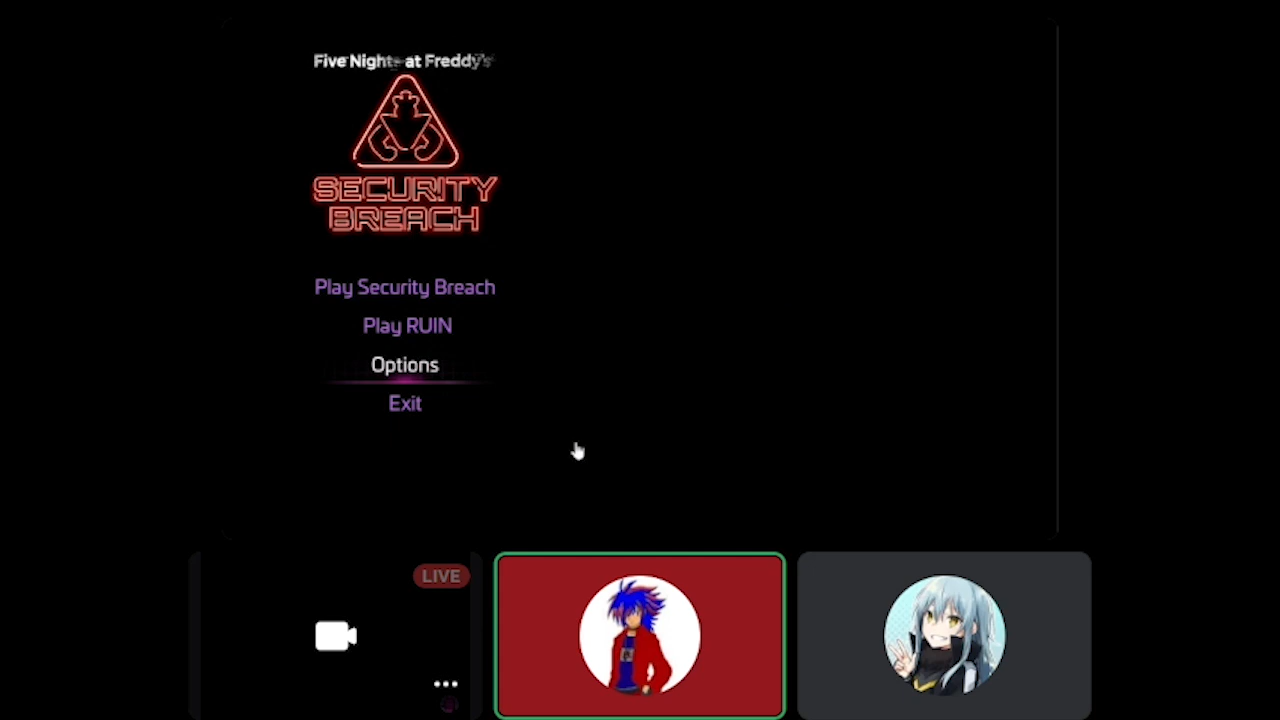 Five Nights at Freddy's
SECURITY
BREACH
Play Security Breach
Play RUIN
Options
Exit
LIVE